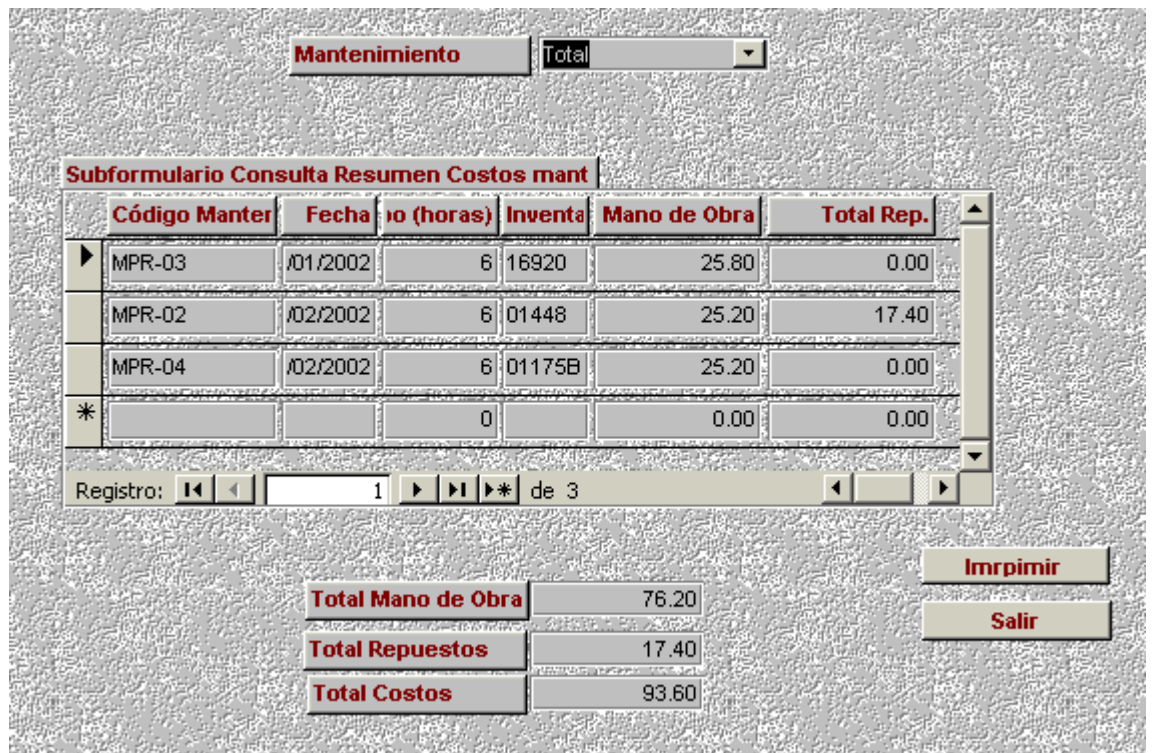 Mantenimiento Total
Subformulario Consulta Resumen Costos mant
Código Manter Fecha po (horas) Inventa Mano de Obra Total Rep.
MPR-03 /01/2002 6 16920 25.80 0.00
MPR-02 /02/2002 6 01448 25.20 17.40
MPR-04 /02/2002 6 01175B 25.20 0.00
* 0 0.00 0.00
Registro: 1 de 3
Imrpimir
Total Mano de Obra 76.20
Salir
Total Repuestos 17.40
Total Costos 93.60